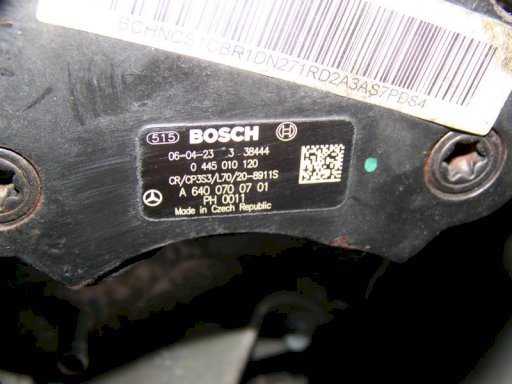 BCHNCS1CBR1DN271RD2A3AS7PDS4
515 BOSCH
06-04-23 3 38444
0 445 010 120
CR/CP3S3/L70/20-8911S
A 640 070 07 01
PH 0011
Made in Czech Republic